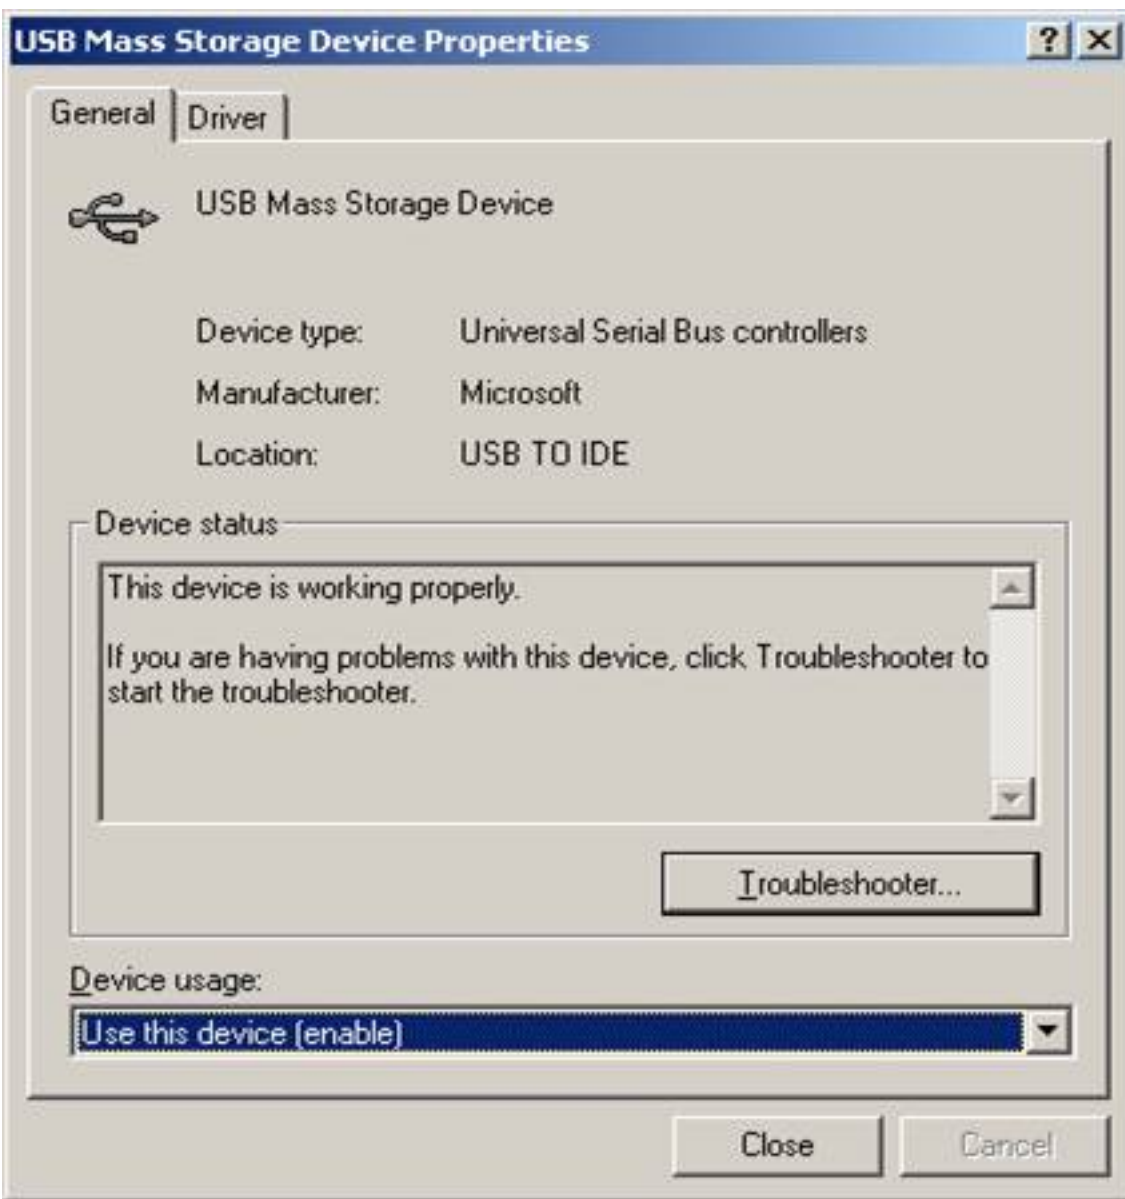 USB Mass Storage Device Properties
General
Driver
USB Mass Storage Device
Device type: Universal Serial Bus controllers
Manufacturer: Microsoft
Location: USB TO IDE
Device status
This device is working properly.
If you are having problems with this device, click Troubleshooter to
start the troubleshooter.
Troubleshooter...
Device usage:
Use this device (enable)
Close
Cancel